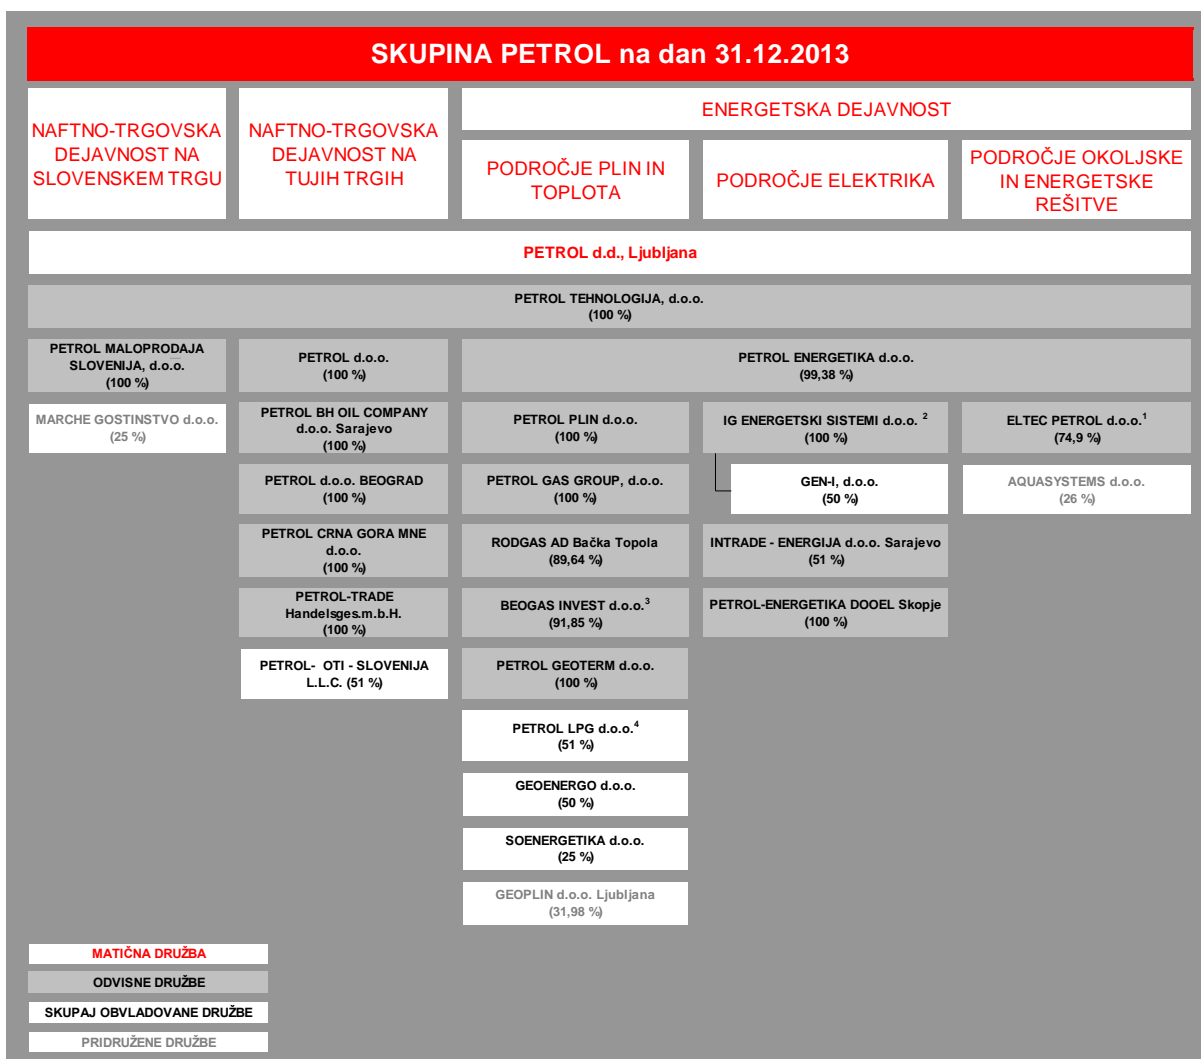 SKUPINA PETROL na dan 31.12.2013
NAFTNO-TRGOVSKA
DEJAVNOST NA
SLOVENSKEM TRGU
NAFTNO-TRGOVSKA
DEJAVNOST NA
TUJIH TRGIH
ENERGETSKA DEJAVNOST
PODROČJE PLIN IN
TOPLOTA
PODROČJE ELEKTRIKA
PODROČJE OKOLJSKE
IN ENERGETSKE
REŠITVE
PETROL d.d., Ljubljana
PETROL TEHNOLOGIJA, d.o.o.
(100 %)
PETROL MALOPRODAJA
SLOVENIJA, d.o.o.
(100 %)
PETROL d.o.o.
(100 %)
PETROL ENERGETIKA d.o.o.
(99,38 %)
MARCHE GOSTINSTVO d.o.o.
(25 %)
PETROL BH OIL COMPANY
d.o.o. Sarajevo
(100 %)
PETROL PLIN d.o.o.
(100 %)
IG ENERGETSKI SISTEMI d.o.o. ²
(100 %)
ELTEC PETROL d.o.o.¹
(74,9 %)
PETROL d.o.o. BEOGRAD
(100 %)
PETROL GAS GROUP, d.o.o.
(100 %)
GEN-I, d.o.o.
(50 %)
AQUASYSTEMS d.o.o.
(26 %)
PETROL CRNA GORA MNE
d.o.o.
(100 %)
RODGAS AD Bačka Topola
(89,64 %)
INTRADE - ENERGIJA d.o.o. Sarajevo
(51 %)
PETROL-TRADE
Handelsges.m.b.H.
(100 %)
BEOGAS INVEST d.o.o.³
(91,85 %)
PETROL-ENERGETIKA DOOEL Skopje
(100 %)
PETROL- OTI - SLOVENIJA
L.L.C. (51 %)
PETROL GEOTERM d.o.o.
(100 %)
PETROL LPG d.o.o.⁴
(51 %)
GEOENERGO d.o.o.
(50 %)
SOENERGETIKA d.o.o.
(25 %)
GEOPLIN d.o.o. Ljubljana
(31,98 %)
MATIČNA DRUŽBA
ODVISNE DRUŽBE
SKUPAJ OBVLADOVANE DRUŽBE
PRIDRUŽENE DRUŽBE